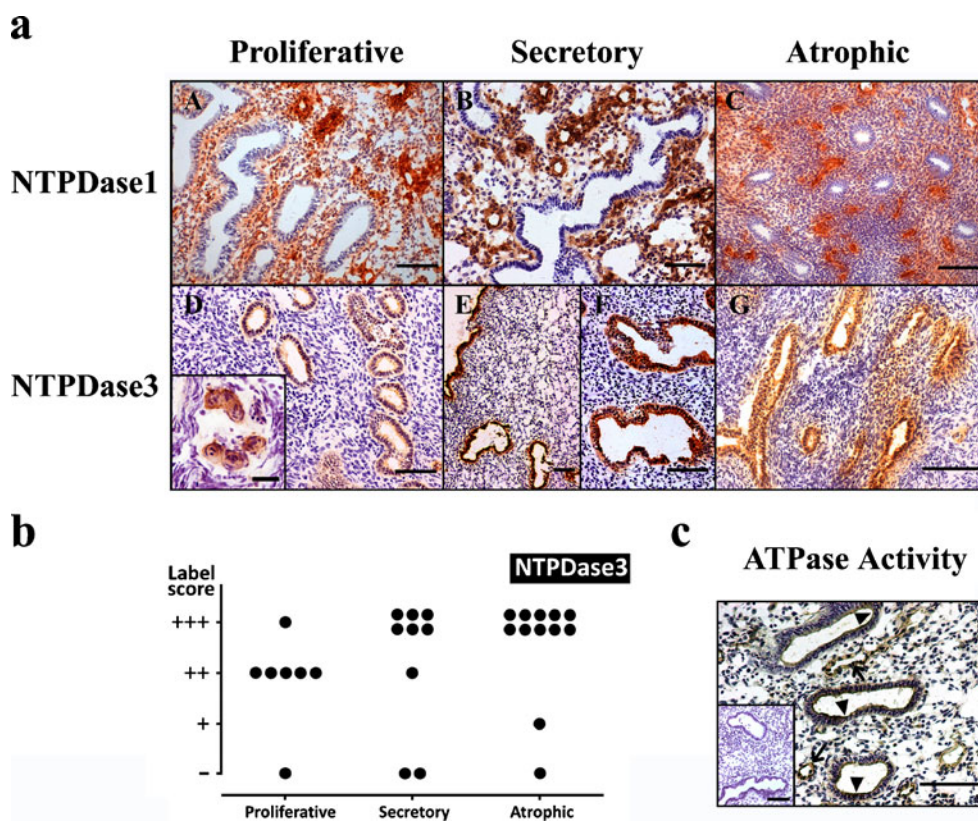 a
Proliferative Secretory Atrophic
NTPDase1
A B C
NTPDase3
D E F G
b
NTPDase3
Label
score
+++
++
+
–
Proliferative Secretory Atrophic
c
ATPase Activity